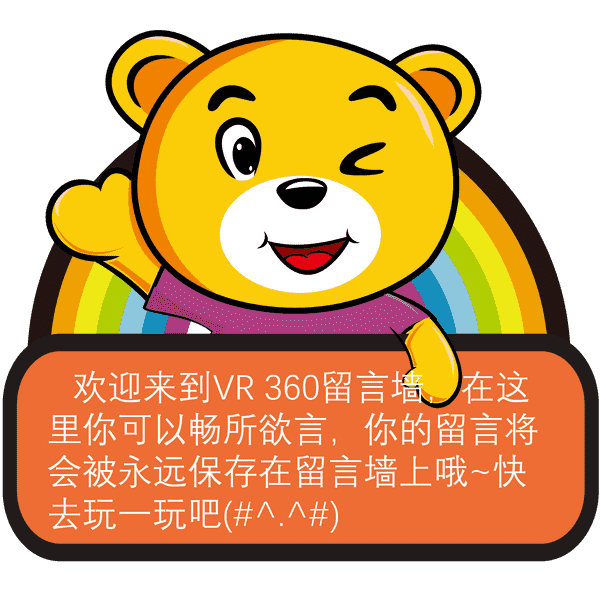 欢迎来到VR 360留言墙，在这
里你可以畅所欲言，你的留言将
会被永远保存在留言墙上哦~快
去玩一玩吧(#^.^#)